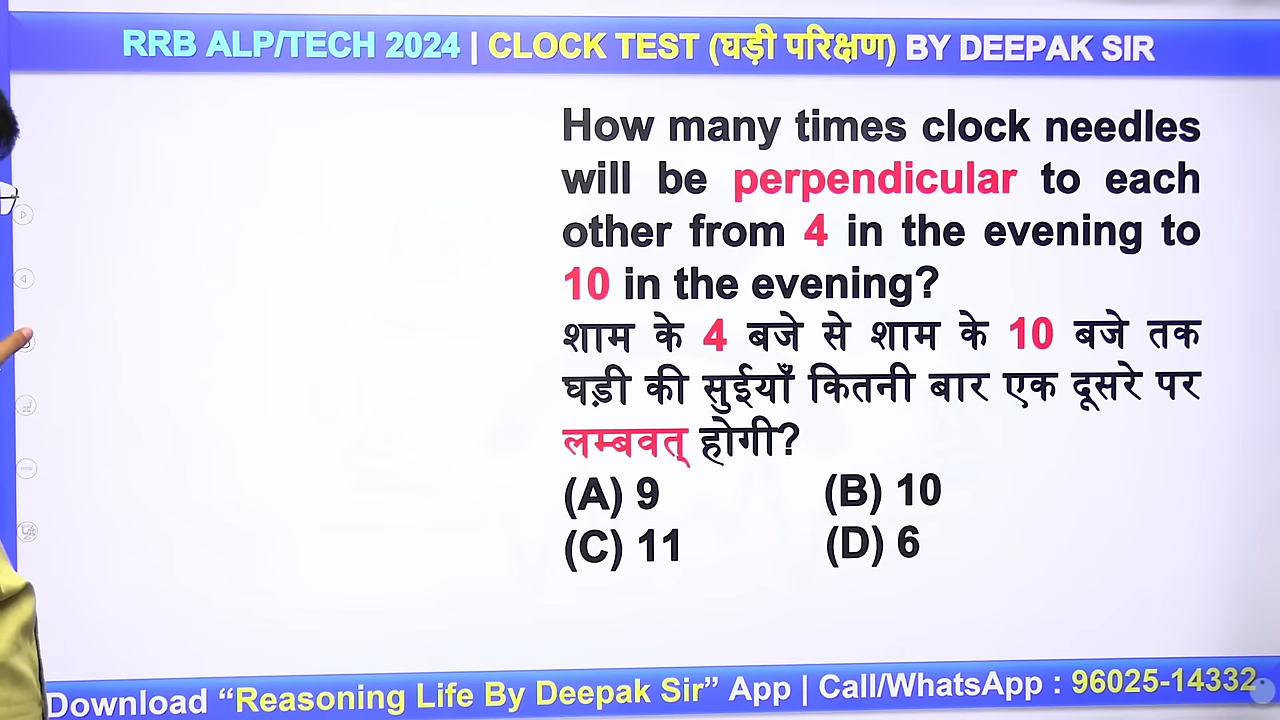 RRB ALP/TECH 2024 | CLOCK TEST (घड़ी परिक्षण) BY DEEPAK SIR
How many times clock needles
will be perpendicular to each
other from 4 in the evening to
10 in the evening?
शाम के 4 बजे से शाम के 10 बजे तक
घड़ी की सुईयाँ कितनी बार एक दूसरे पर
लम्बवत् होगी?
(A) 9 (B) 10
(C) 11 (D) 6
Download “Reasoning Life By Deepak Sir” App | Call/WhatsApp : 96025-14332